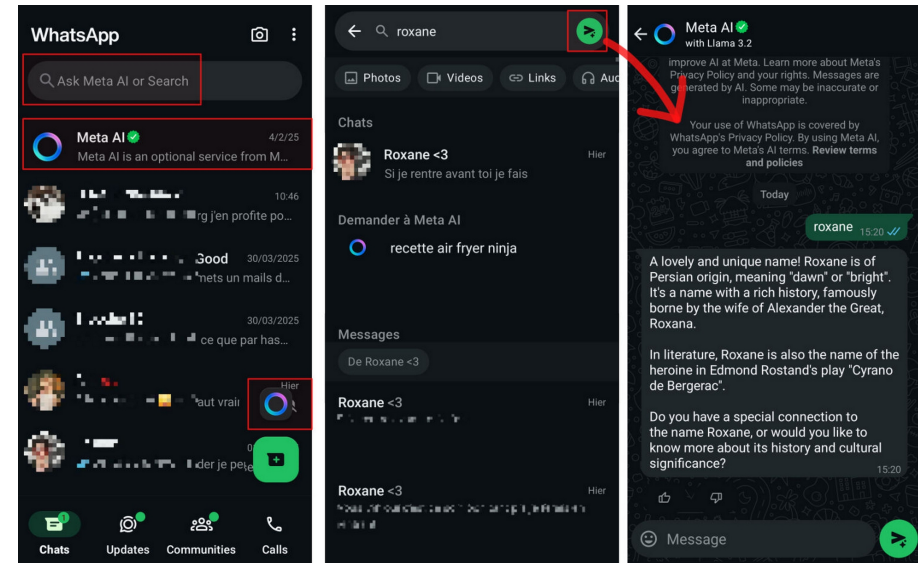 WhatsApp
Ask Meta AI or Search
Meta AI
4/2/25
Meta AI is an optional service from M...
10:46
rg j'en profite po...
Good
30/03/2025
mets un mails d...
30/03/2025
ce que par has...
Hier
aut vrair
der je pe
1
Chats
Updates
Communities
Calls
roxane
Photos
Videos
Links
Auc
Chats
Roxane <3
Hier
Si je rentre avant toi je fais
Demander à Meta AI
recette air fryer ninja
Messages
De Roxane <3
Roxane <3
Hier
Roxane <3
Hier
Meta AI
with Llama 3.2
improve AI at Meta. Learn more about Meta's
Privacy Policy and your rights. Messages are
generated by AI. Some may be inaccurate or
inappropriate.
Your use of WhatsApp is covered by
WhatsApp's Privacy Policy. By using Meta AI,
you agree to Meta's AI terms. Review terms
and policies
Today
roxane 15:20
A lovely and unique name! Roxane is of
Persian origin, meaning "dawn" or "bright".
It's a name with a rich history, famously
borne by the wife of Alexander the Great,
Roxana.
In literature, Roxane is also the name of the
heroine in Edmond Rostand's play "Cyrano
de Bergerac".
Do you have a special connection to
the name Roxane, or would you like to
know more about its history and cultural
significance?
15:20
Message